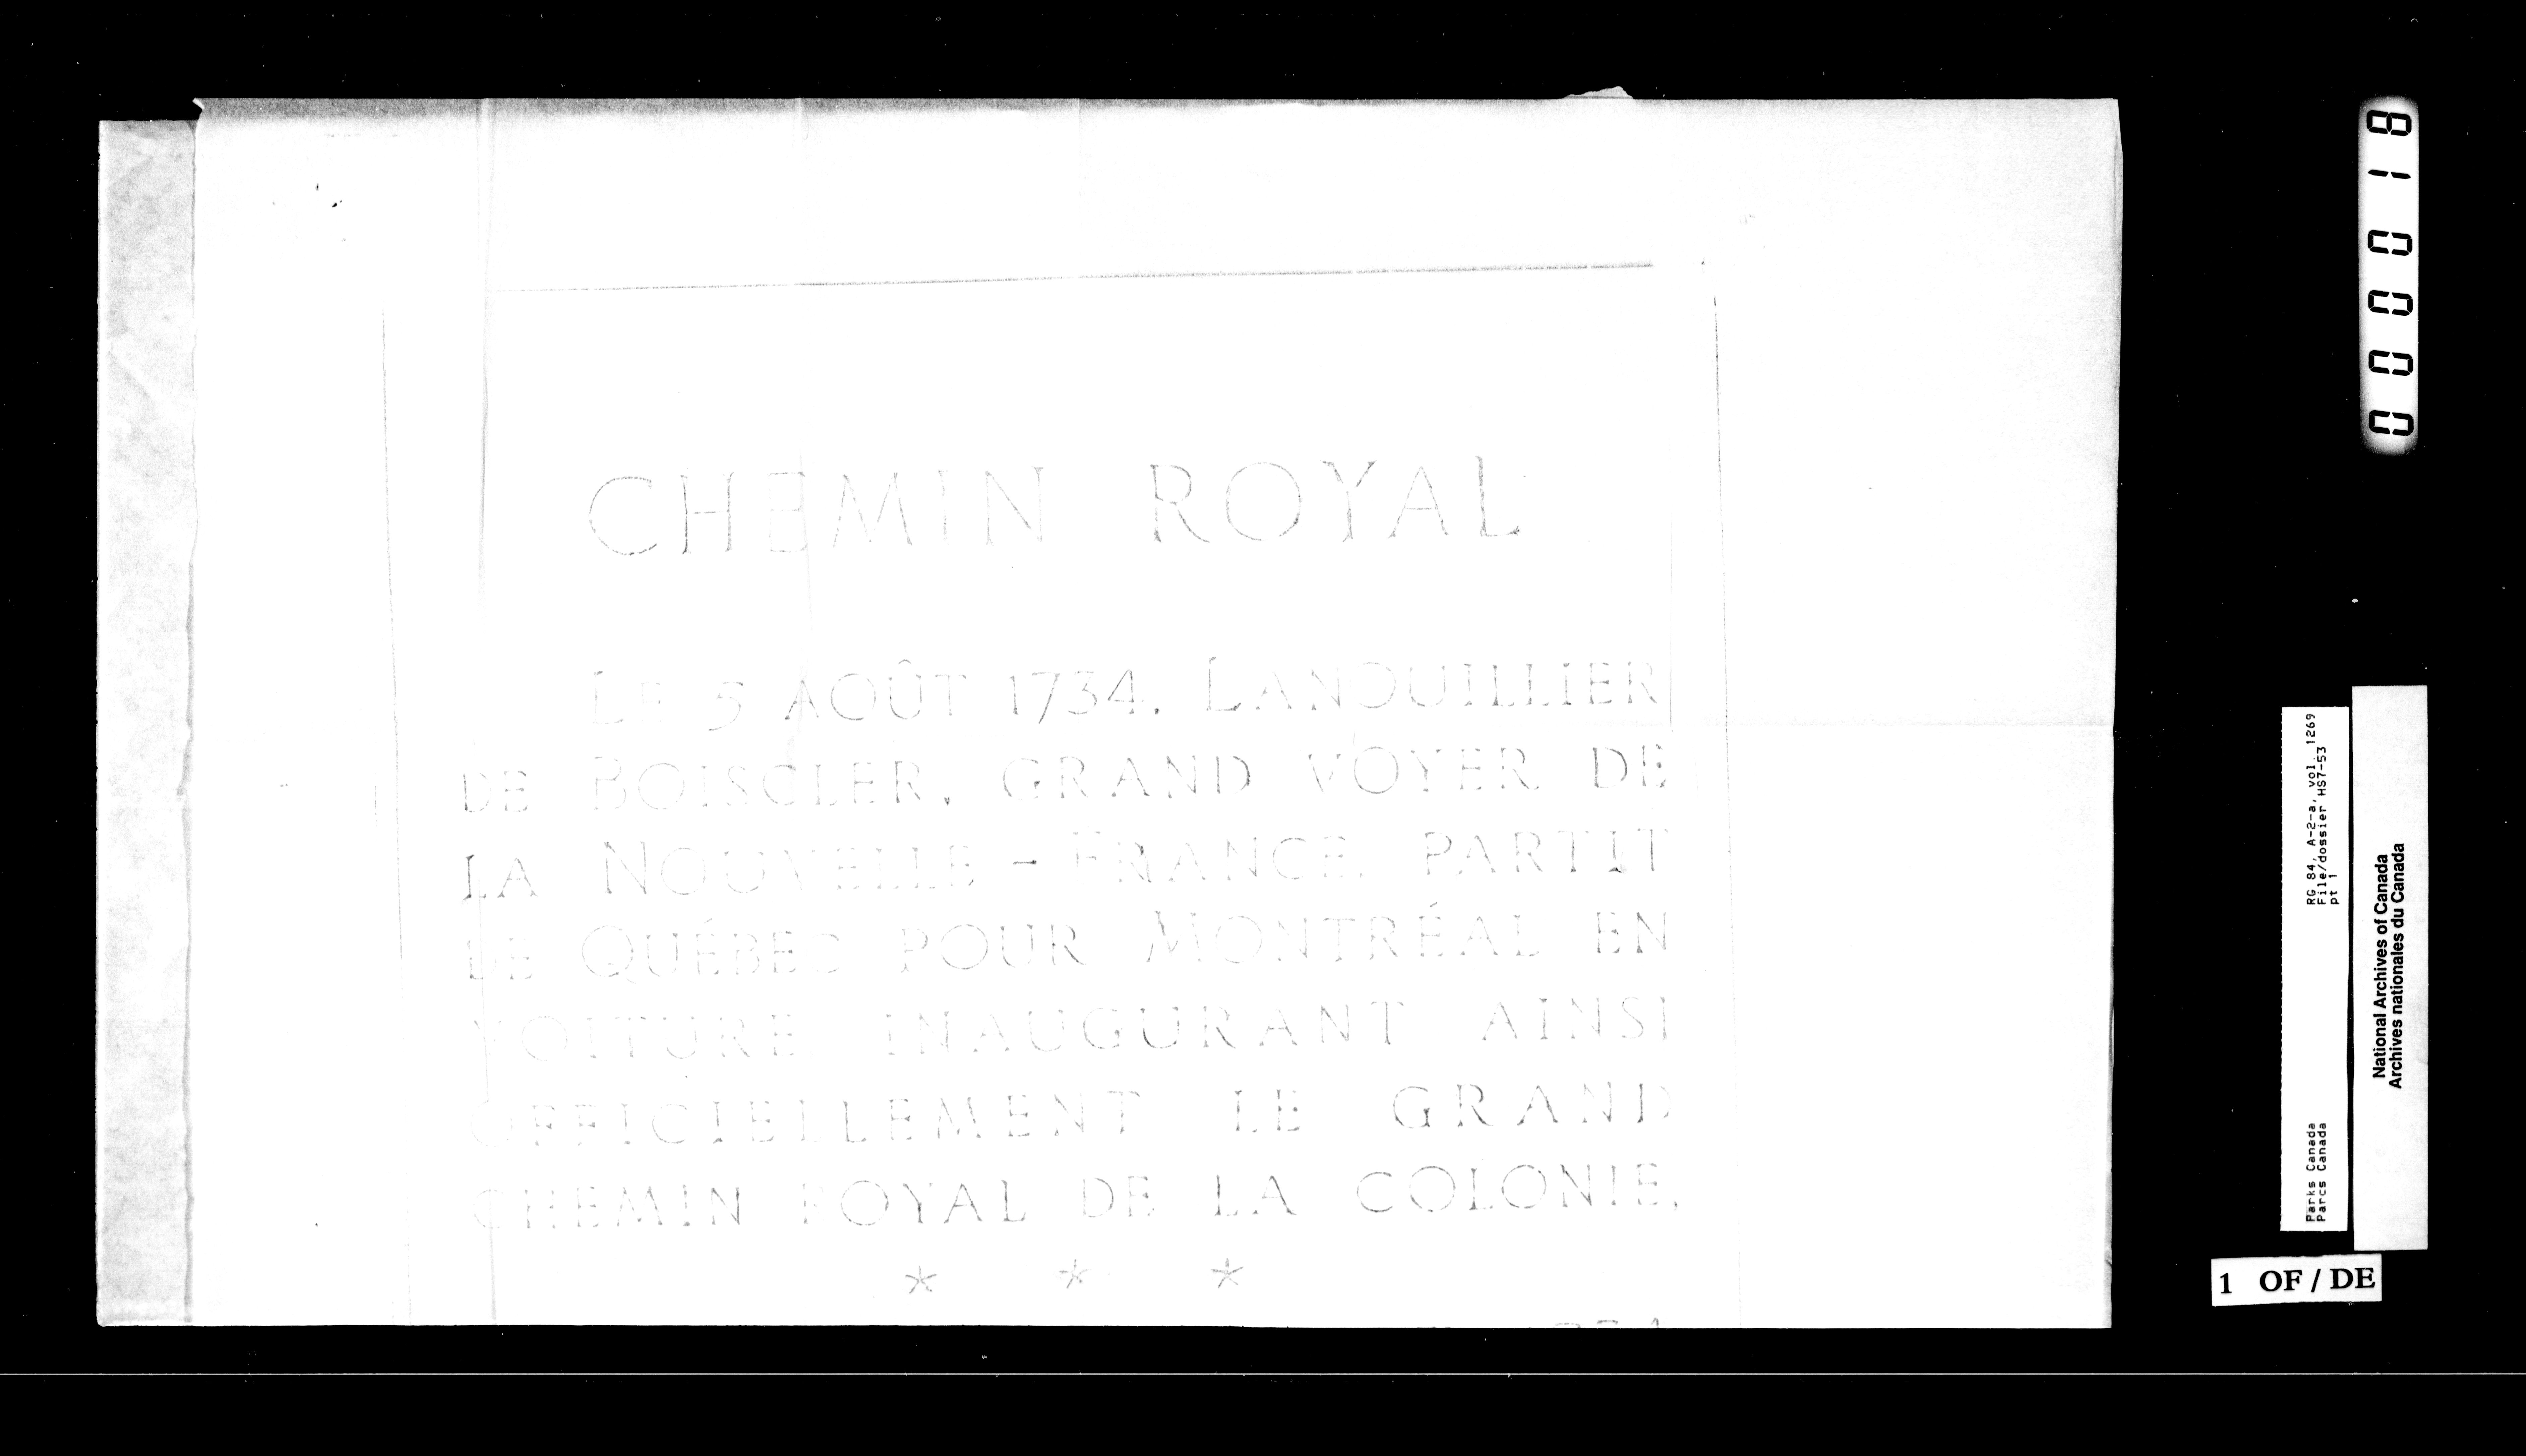 CHEMIN ROYAL
LE 5 AOÛT 1734, LANOUILLIER
DE BOISCLER, GRAND VOYER DE
LA NOUVELLE-FRANCE, PARTIT
DE QUÉBEC POUR MONTRÉAL EN
VOITURE, INAUGURANT AINSI
OFFICIELLEMENT LE GRAND
CHEMIN ROYAL DE LA COLONIE.
* * *
000018
Parks Canada
Parcs Canada
RG 84, A-2-a, vol. 1269
File/dossier HS7-53
pt 1
National Archives of Canada
Archives nationales du Canada
1 OF / DE